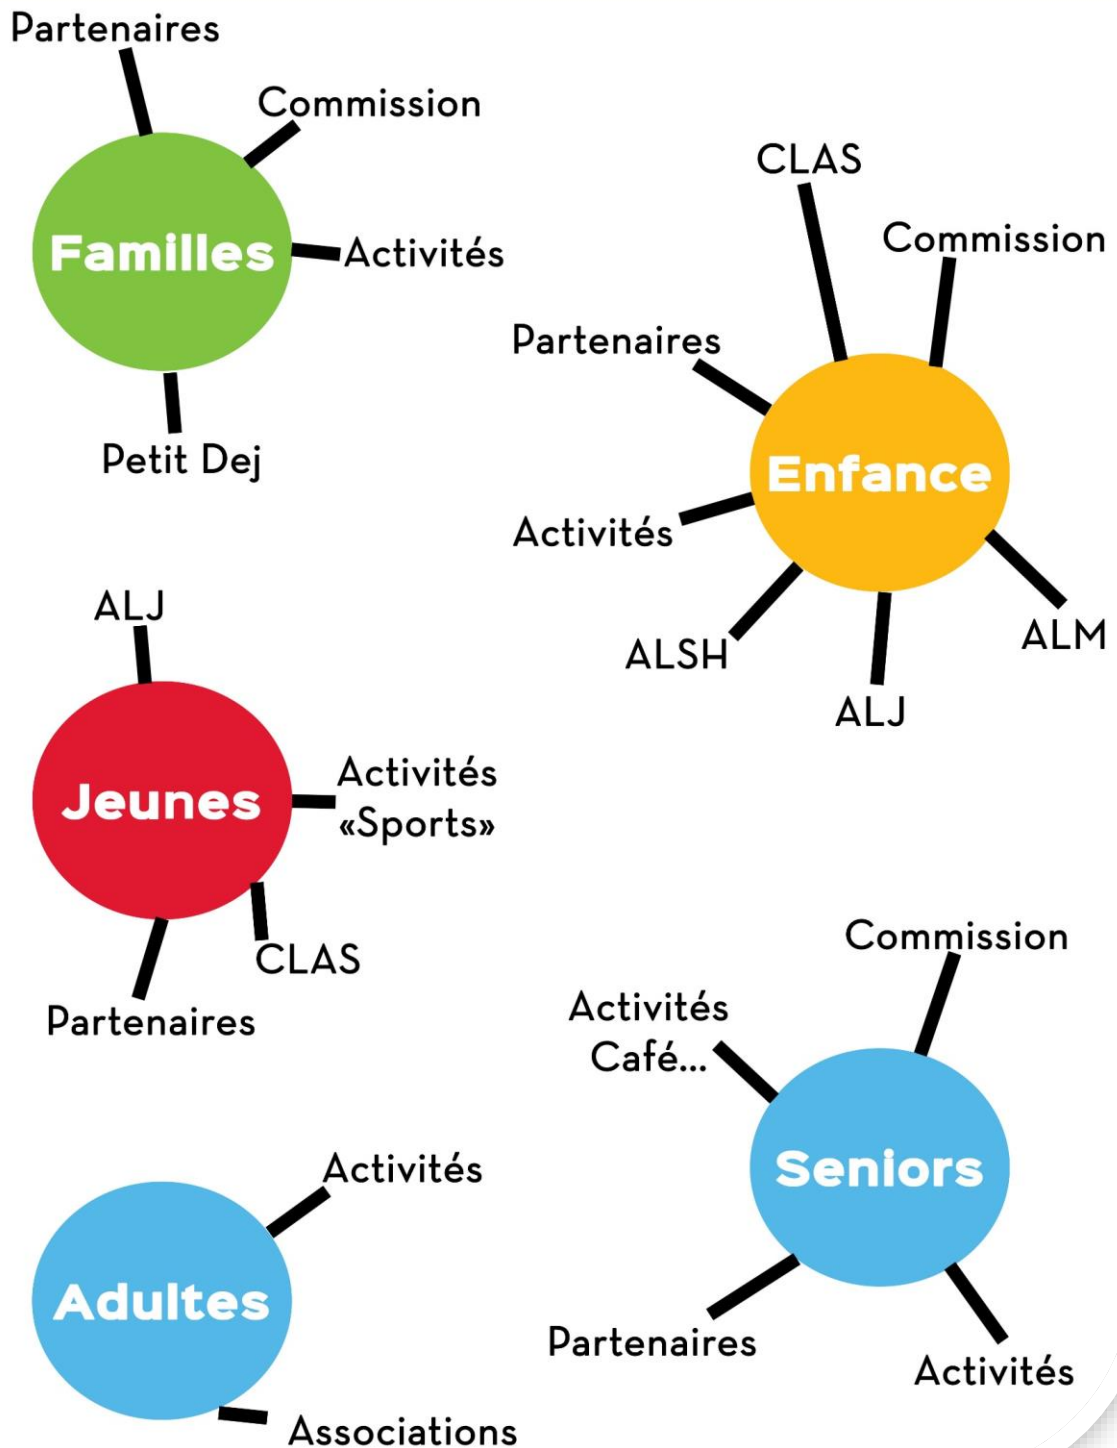 Partenaires
Commission
Familles
Activités
Petit Dej
CLAS
Commission
Partenaires
Enfance
Activités
ALSH
ALJ
ALM
ALJ
Jeunes
Activités
«Sports»
CLAS
Partenaires
Commission
Activités
Café...
Seniors
Partenaires
Activités
Activités
Adultes
Associations